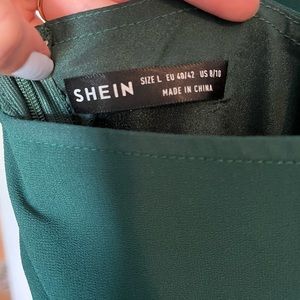 SHEIN
SIZE L EU 40/42 US 8/10
MADE IN CHINA